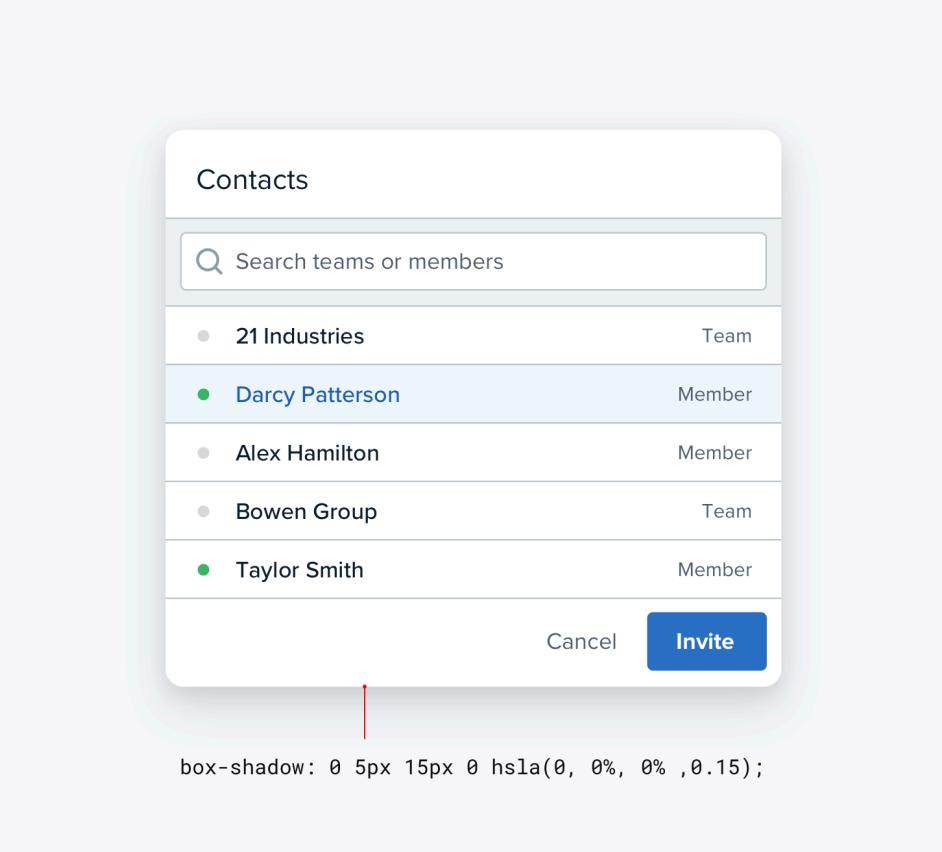 Contacts
Search teams or members
21 Industries Team
Darcy Patterson Member
Alex Hamilton Member
Bowen Group Team
Taylor Smith Member
Cancel Invite
box-shadow: 0 5px 15px 0 hsla(0, 0%, 0% ,0.15);